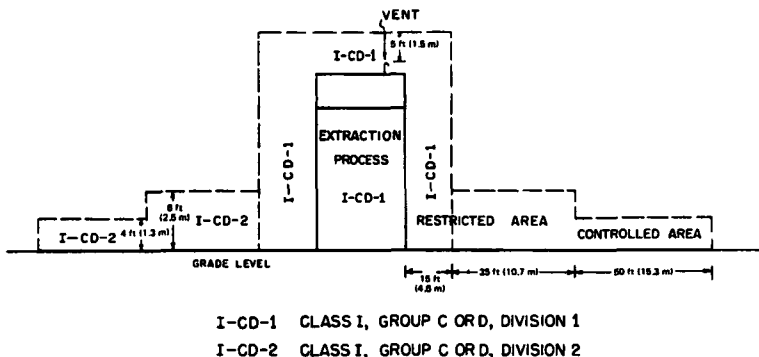 VENT
5 ft (1.5 m)
I-CD-1
EXTRACTION
PROCESS
I-CD-1
I-CD-1
I-CD-1
8 ft
(2.5 m)
I-CD-2
I-CD-2
4 ft (1.3 m)
RESTRICTED AREA
CONTROLLED AREA
GRADE LEVEL
15 ft
(4.6 m)
35 ft (10.7 m)
50 ft (15.3 m)
I-CD-1 CLASS I, GROUP C OR D, DIVISION 1
I-CD-2 CLASS I, GROUP C OR D, DIVISION 2